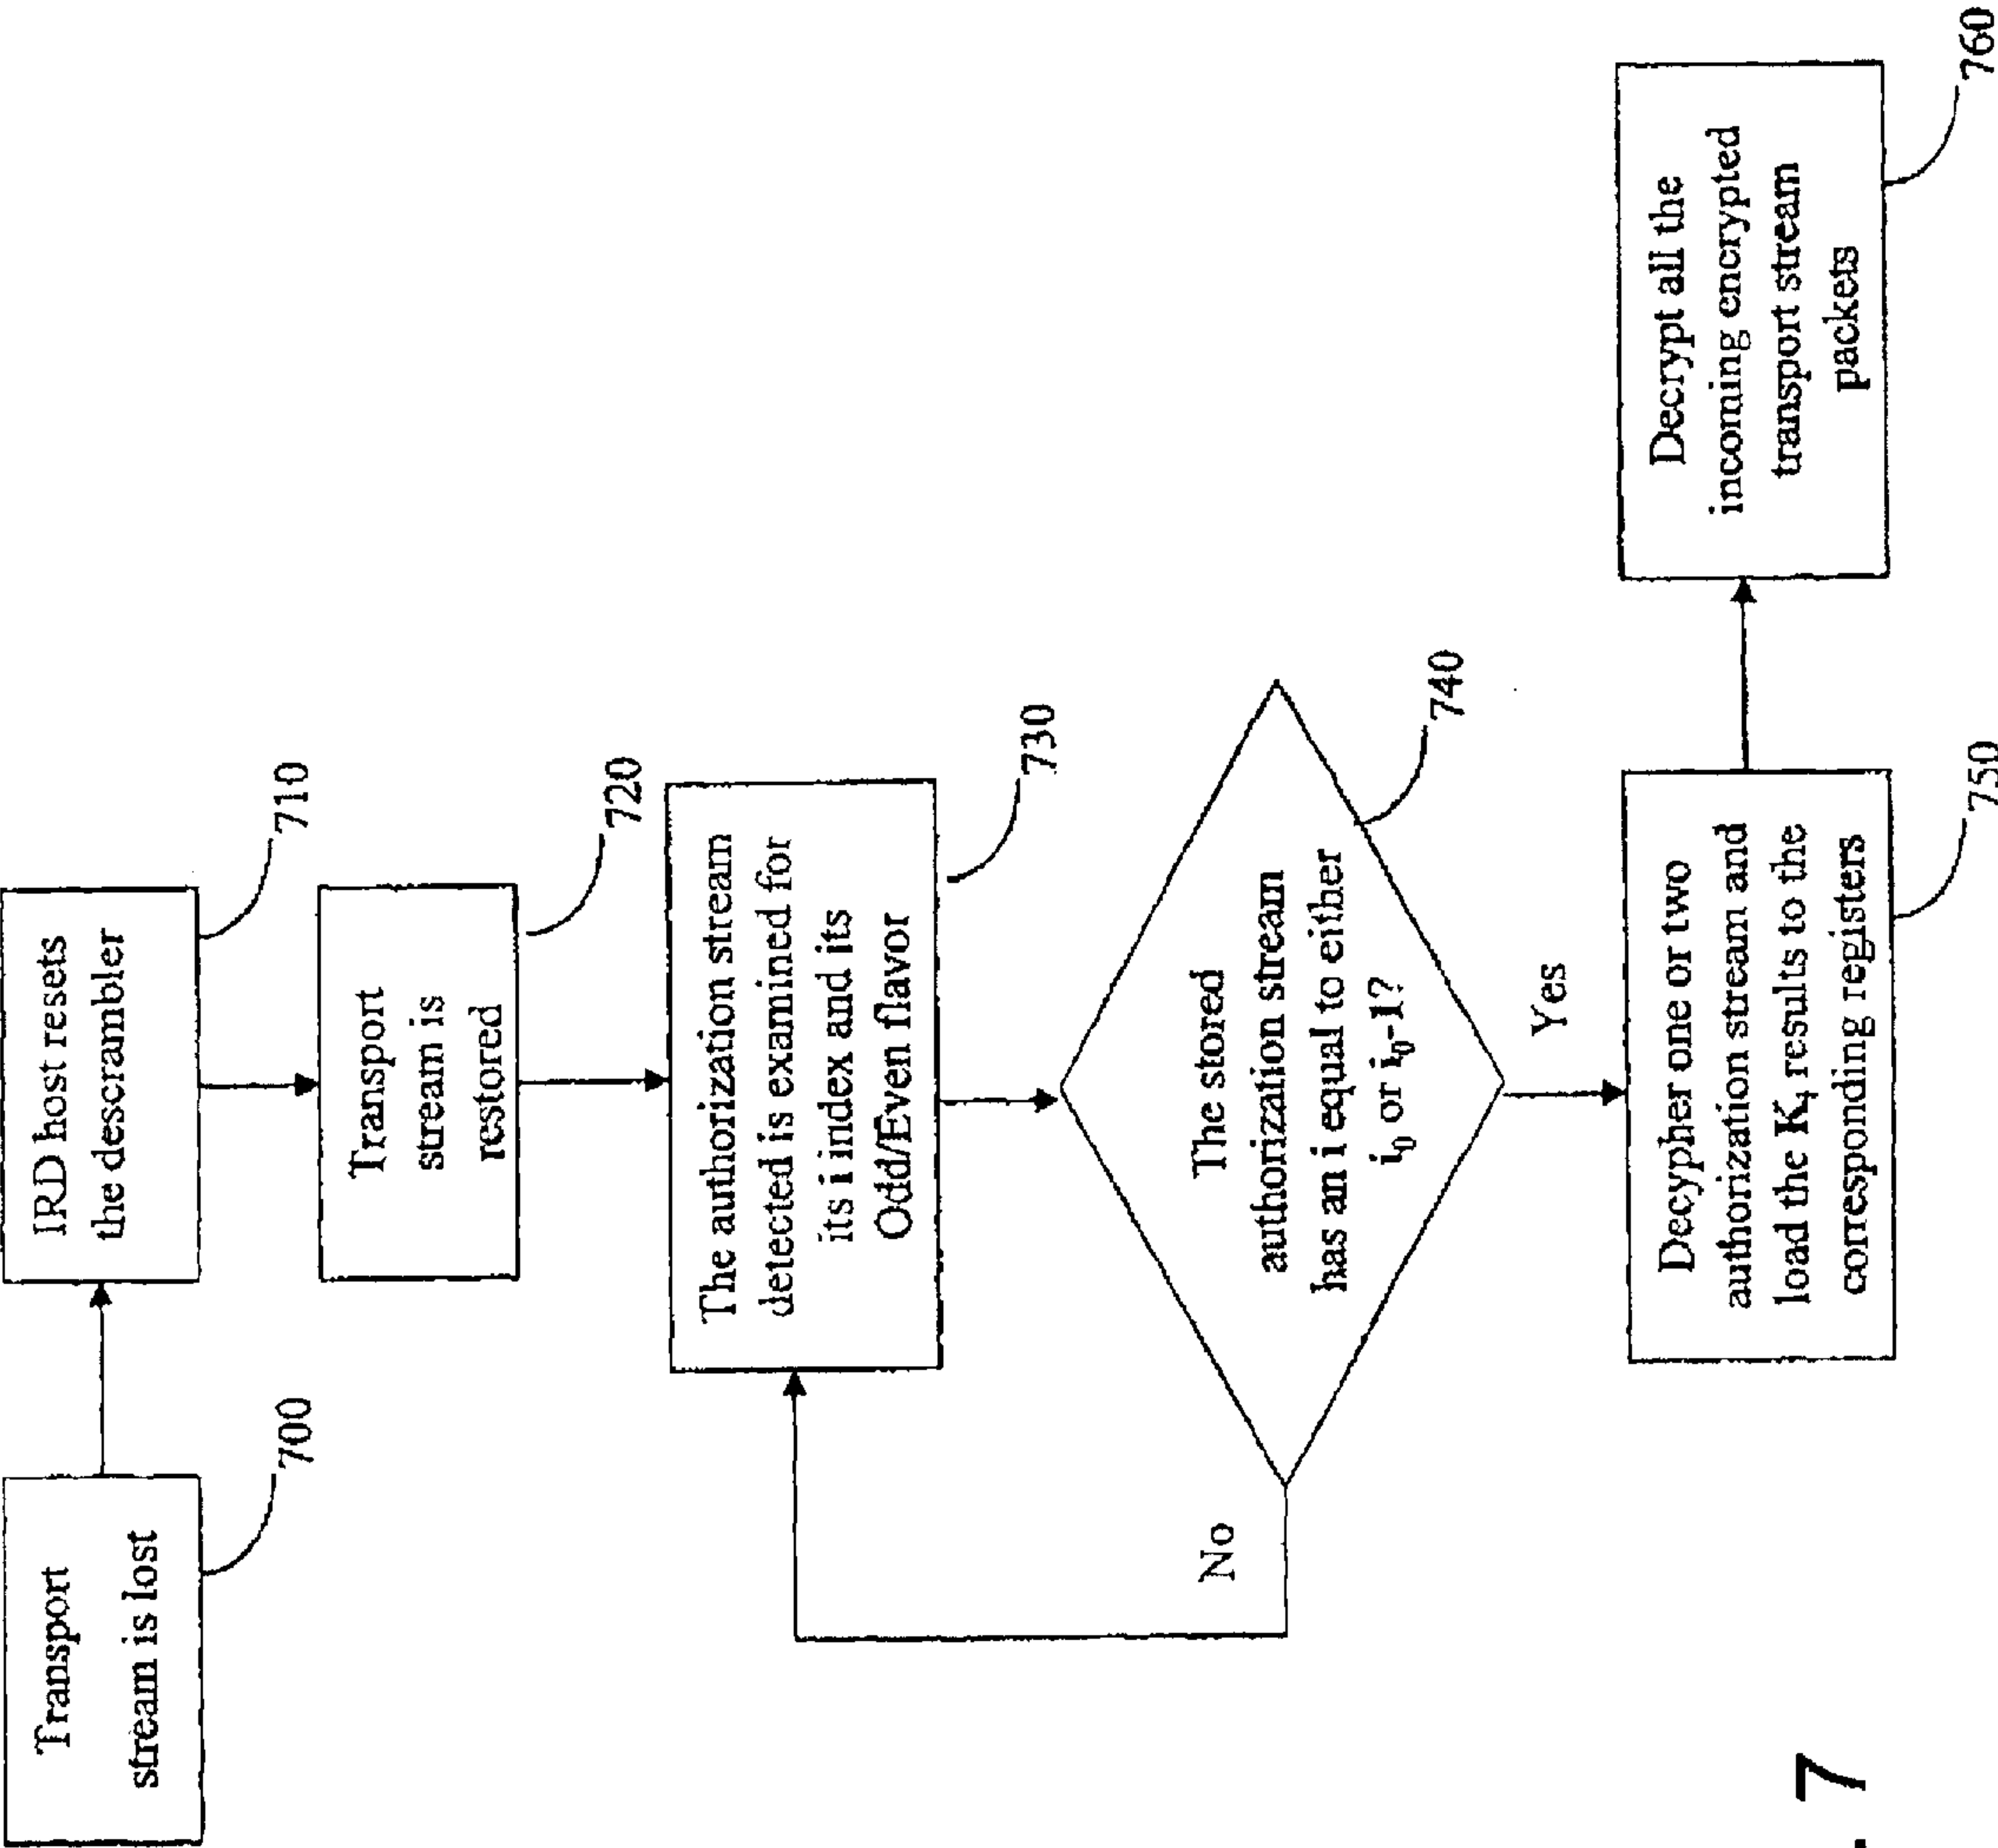 Transport
stream is lost
700
IRD host resets
the descrambler
710
Transport
stream is
restored
720
The authorization stream
detected is examined for
its i index and its
Odd/Even flavor
730
The stored
authorization stream
has an i equal to either
i₀ or i₀-1?
740
No
Yes
Decypher one or two
authorization stream and
load the K₁ results to the
corresponding registers
750
Decrypt all the
incoming encrypted
transport stream
packets
760
7